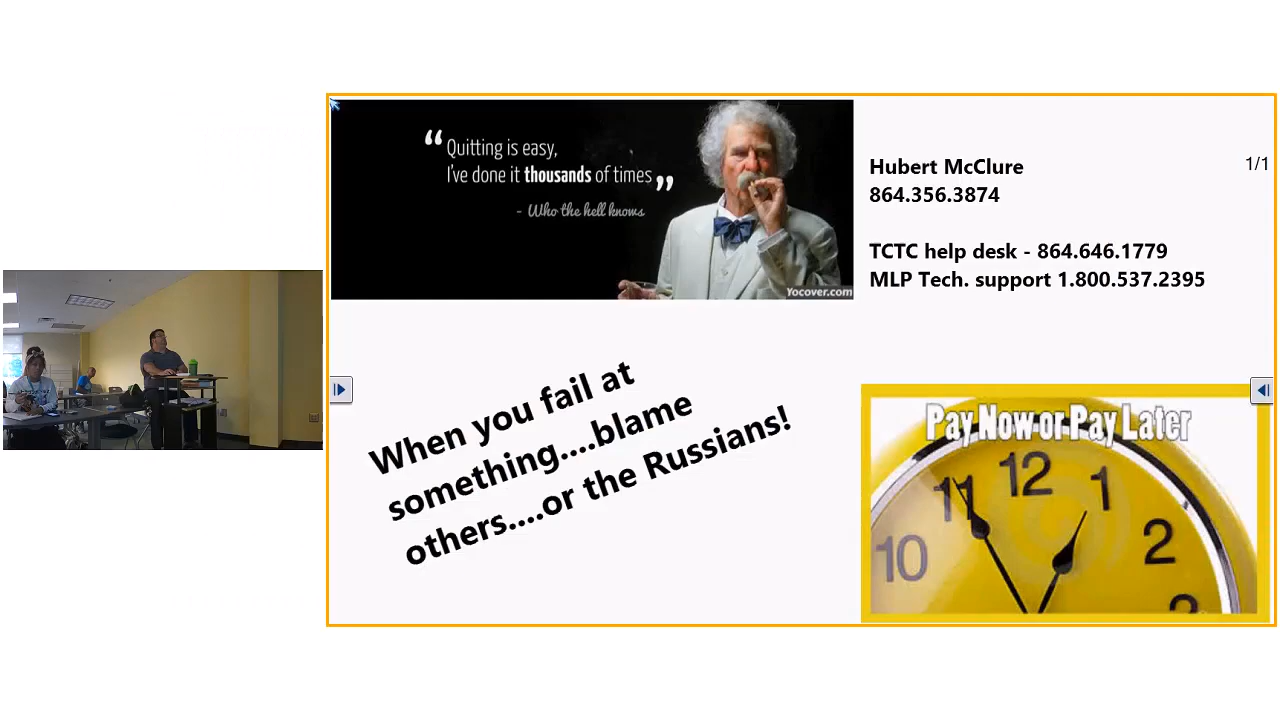 “Quitting is easy,
I've done it thousands of times”
- Who the hell knows
Yocover.com
Hubert McClure
864.356.3874
1/1
TCTC help desk - 864.646.1779
MLP Tech. support 1.800.537.2395
When you fail at
something....blame
others....or the Russians!
Pay Now or Pay Later
12
11
1
10
2